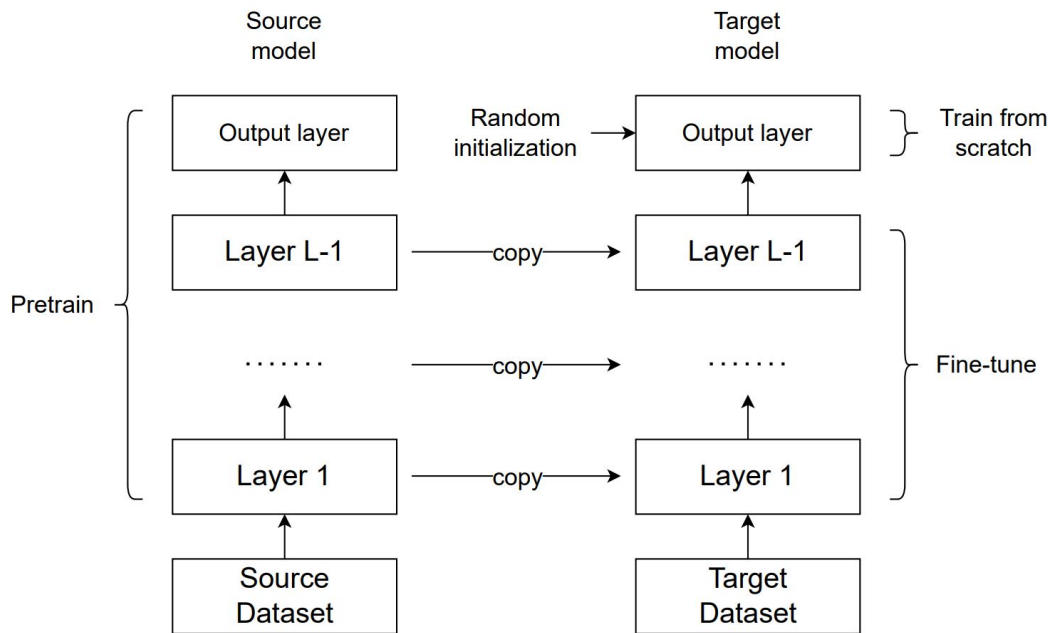 Source
model
Target
model
Output layer
Random
initialization
Output layer
Train from
scratch
Layer L-1
copy
Layer L-1
Pretrain
.......
copy
.......
Fine-tune
Layer 1
copy
Layer 1
Source
Dataset
Target
Dataset